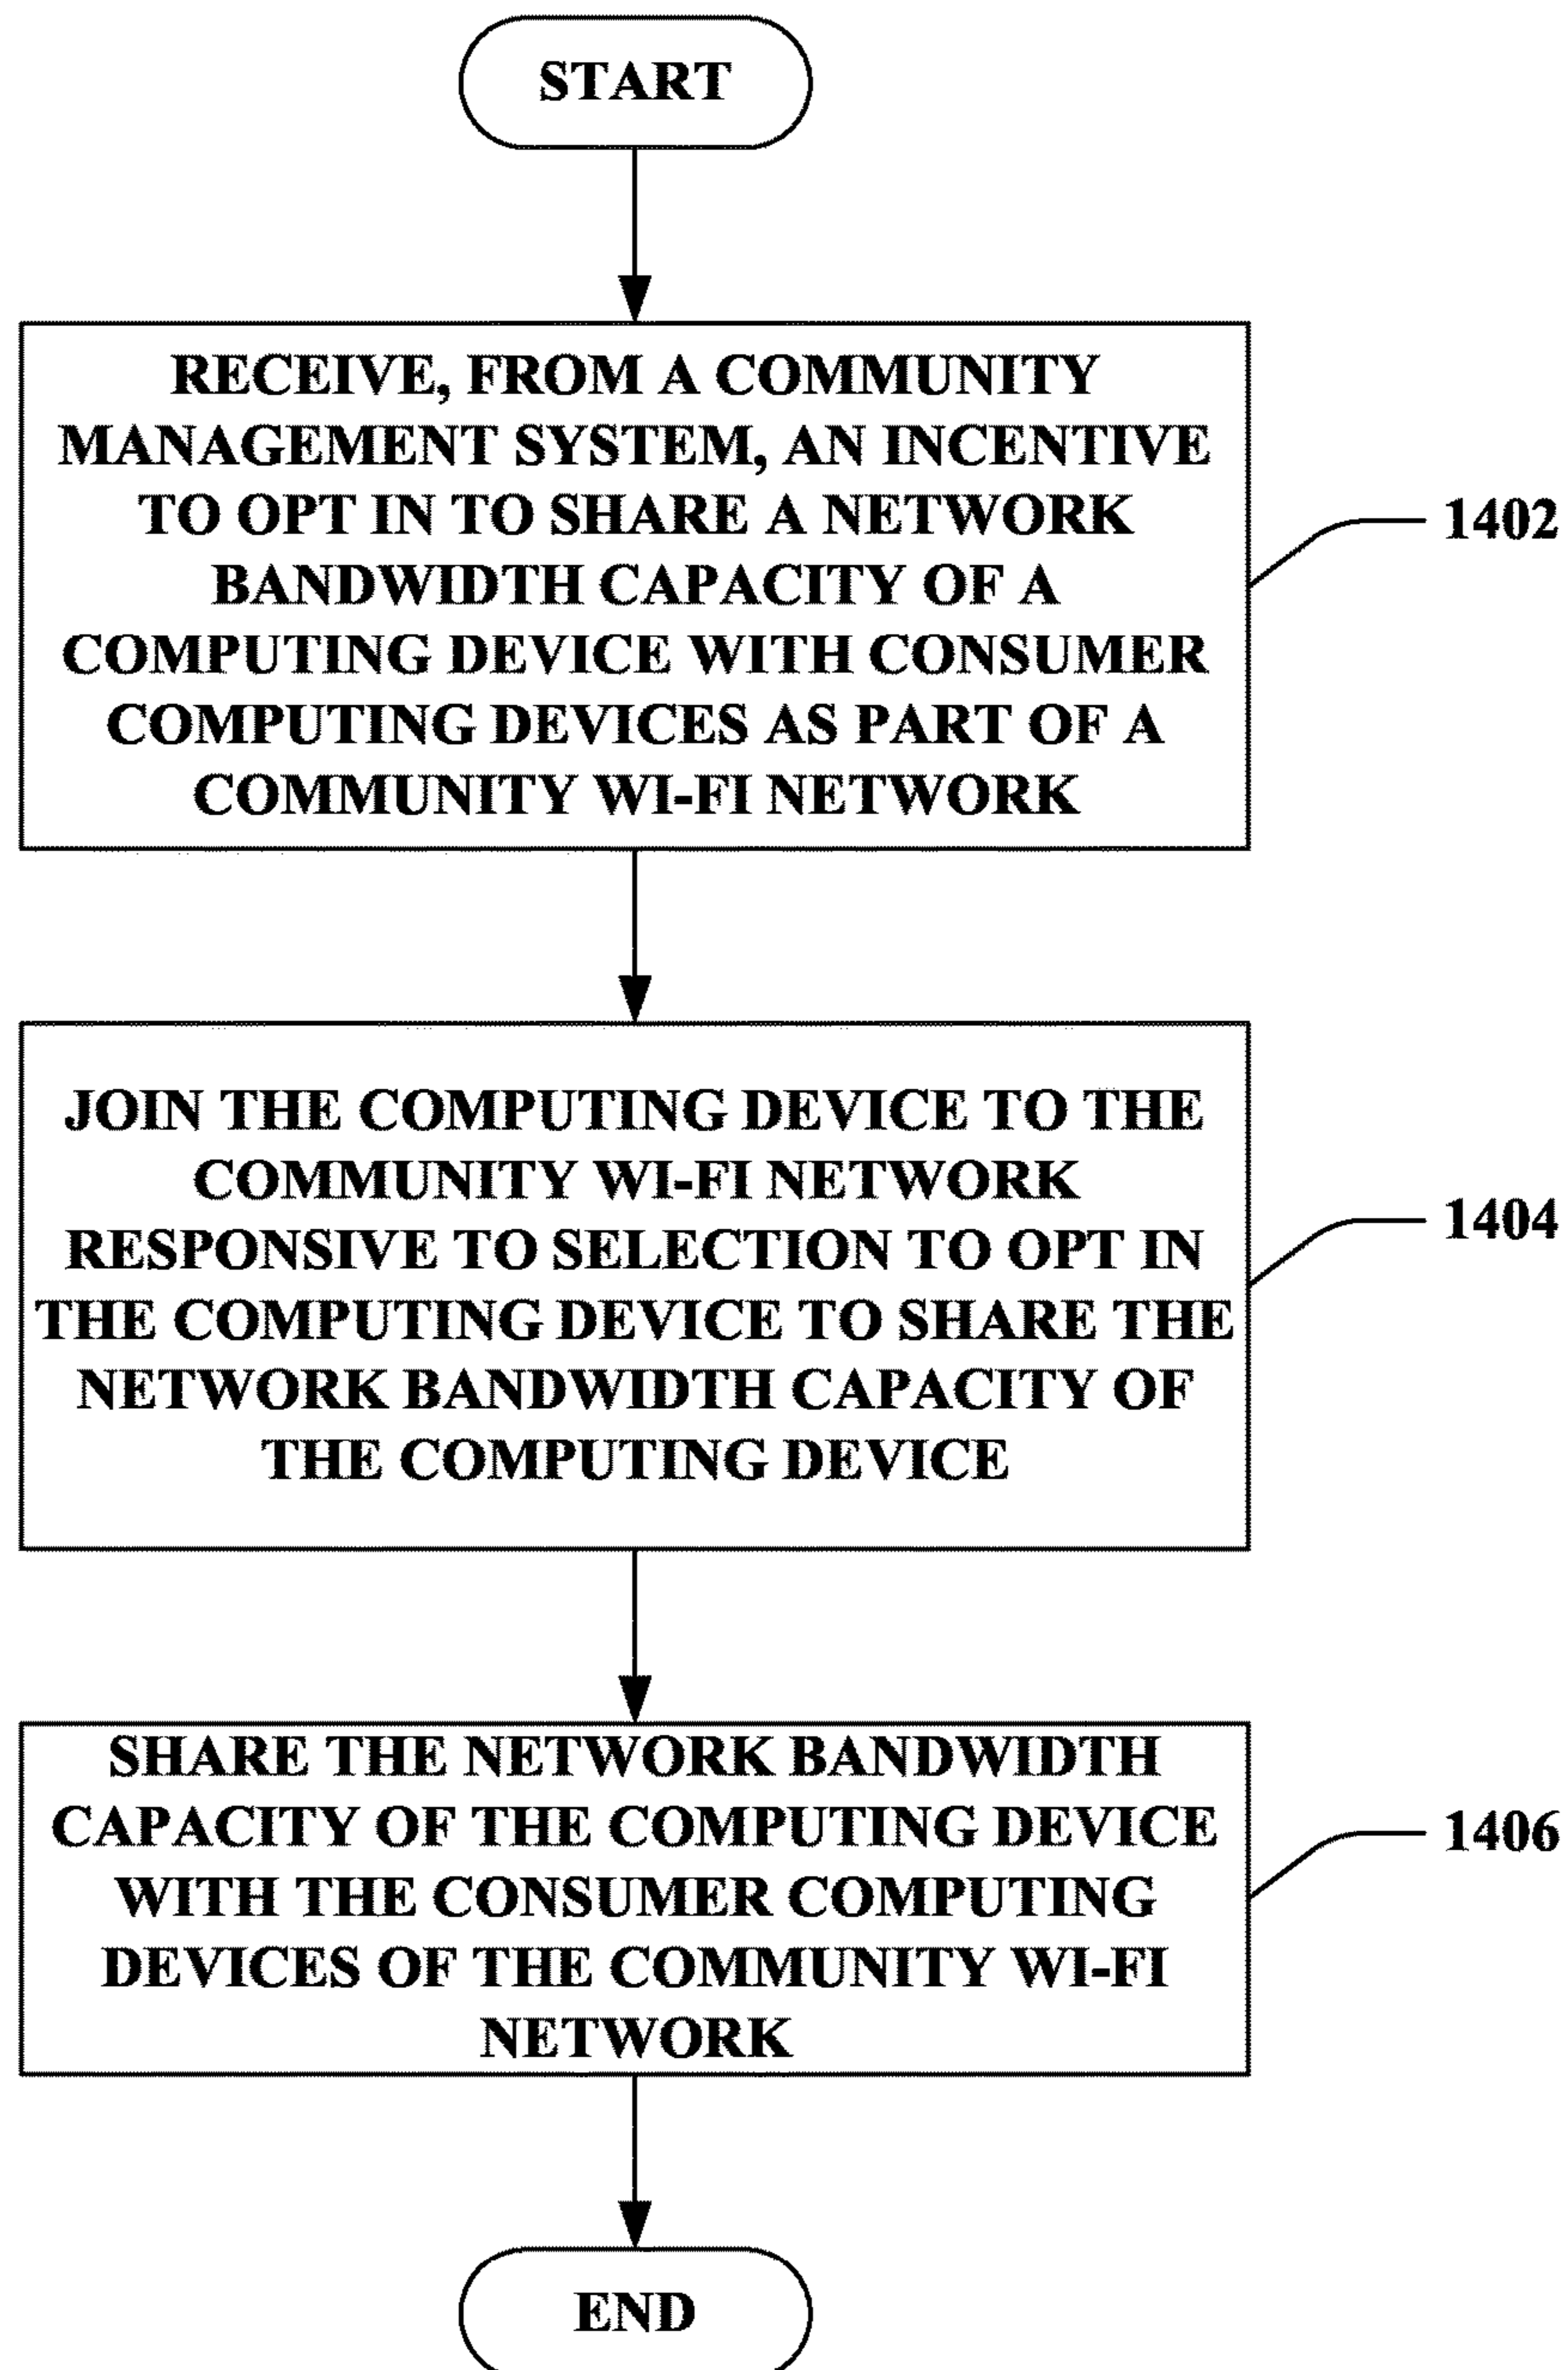 START
RECEIVE, FROM A COMMUNITY
MANAGEMENT SYSTEM, AN INCENTIVE
TO OPT IN TO SHARE A NETWORK
BANDWIDTH CAPACITY OF A
COMPUTING DEVICE WITH CONSUMER
COMPUTING DEVICES AS PART OF A
COMMUNITY WI-FI NETWORK
1402
JOIN THE COMPUTING DEVICE TO THE
COMMUNITY WI-FI NETWORK
RESPONSIVE TO SELECTION TO OPT IN
THE COMPUTING DEVICE TO SHARE THE
NETWORK BANDWIDTH CAPACITY OF
THE COMPUTING DEVICE
1404
SHARE THE NETWORK BANDWIDTH
CAPACITY OF THE COMPUTING DEVICE
WITH THE CONSUMER COMPUTING
DEVICES OF THE COMMUNITY WI-FI
NETWORK
1406
END